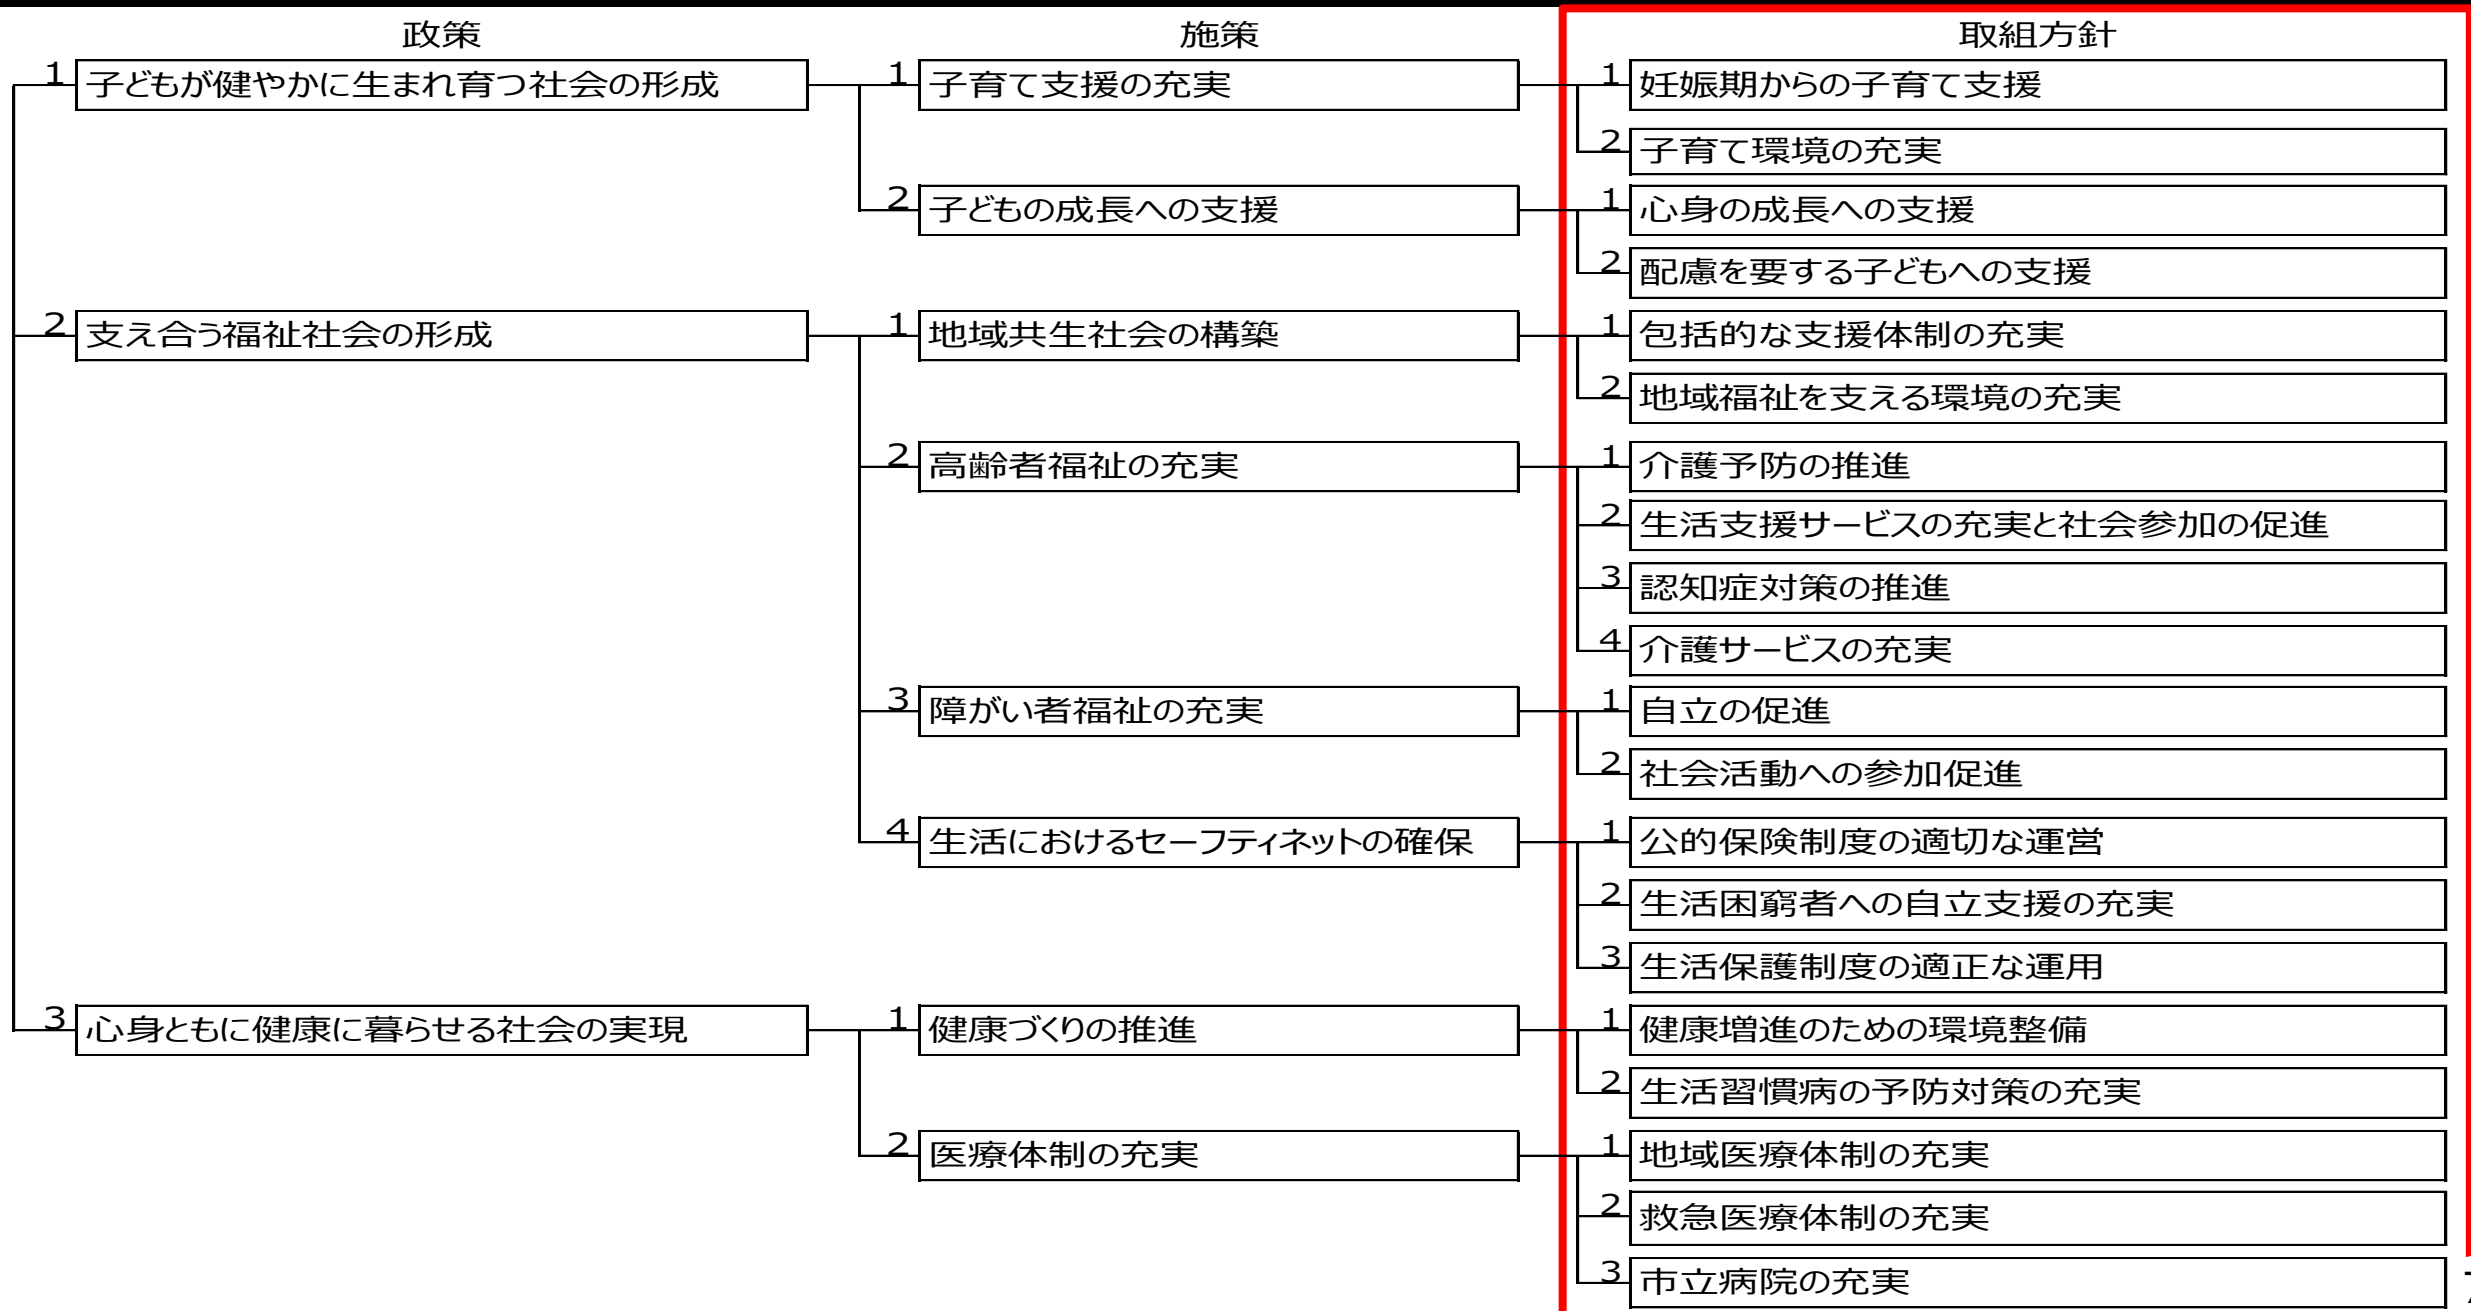 政策 施策 取組方針
1 子どもが健やかに生まれ育つ社会の形成 1 子育て支援の充実 1 妊娠期からの子育て支援
2 子育て環境の充実
2 子どもの成長への支援 1 心身の成長への支援
2 配慮を要する子どもへの支援
2 支え合う福祉社会の形成 1 地域共生社会の構築 1 包括的な支援体制の充実
2 地域福祉を支える環境の充実
2 高齢者福祉の充実 1 介護予防の推進
2 生活支援サービスの充実と社会参加の促進
3 認知症対策の推進
4 介護サービスの充実
3 障がい者福祉の充実 1 自立の促進
2 社会活動への参加促進
4 生活におけるセーフティネットの確保 1 公的保険制度の適切な運営
2 生活困窮者への自立支援の充実
3 生活保護制度の適正な運用
3 心身ともに健康に暮らせる社会の実現 1 健康づくりの推進 1 健康増進のための環境整備
2 生活習慣病の予防対策の充実
2 医療体制の充実 1 地域医療体制の充実
2 救急医療体制の充実
3 市立病院の充実